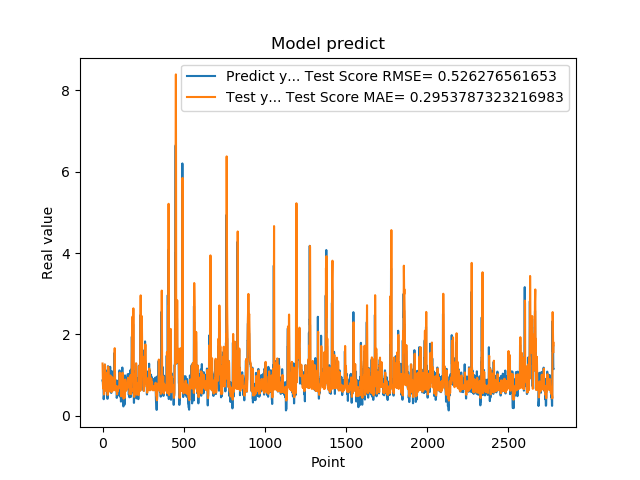 Model predict
Predict y... Test Score RMSE= 0.526276561653
Test y... Test Score MAE= 0.2953787323216983
8
6
4
2
0
Real value
0 500 1000 1500 2000 2500
Point